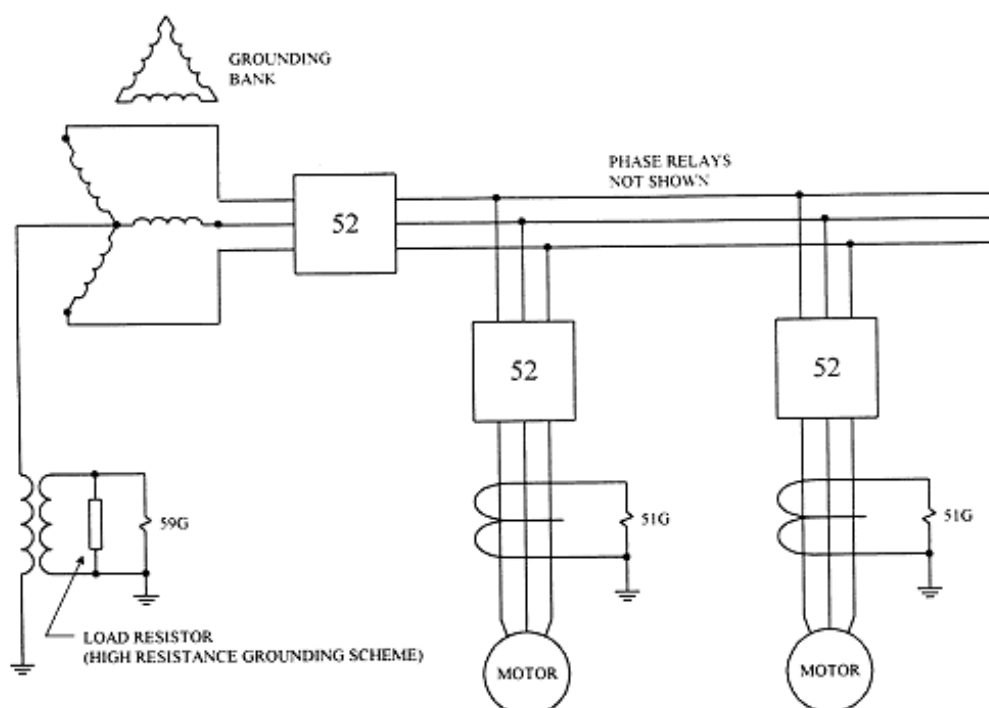 GROUNDING
BANK
PHASE RELAYS
NOT SHOWN
52
52
52
59G
51G
51G
LOAD RESISTOR
(HIGH RESISTANCE GROUNDING SCHEME)
MOTOR
MOTOR